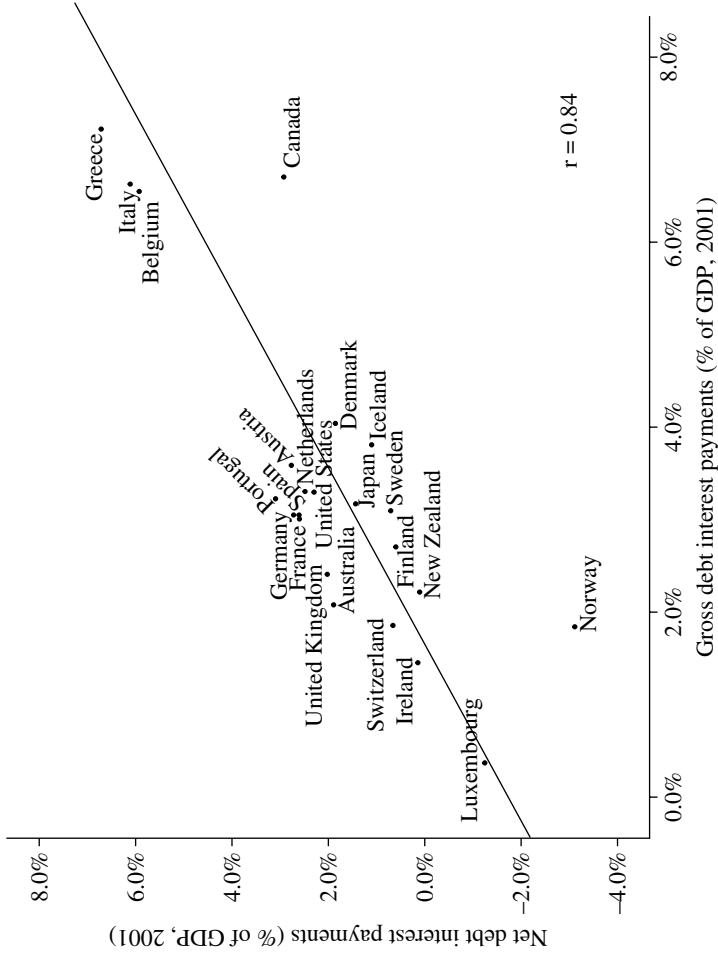 Net debt interest payments (% of GDP, 2001)
8.0%
6.0%
4.0%
2.0%
0.0%
−2.0%
−4.0%
Greece
Italy
Belgium
Canada
Portugal
Austria
Spain
Germany
France
Netherlands
United States
Denmark
United Kingdom
Australia
Japan
Iceland
Sweden
Finland
New Zealand
Switzerland
Ireland
Luxembourg
Norway
r = 0.84
0.0%
2.0%
4.0%
6.0%
8.0%
Gross debt interest payments (% of GDP, 2001)